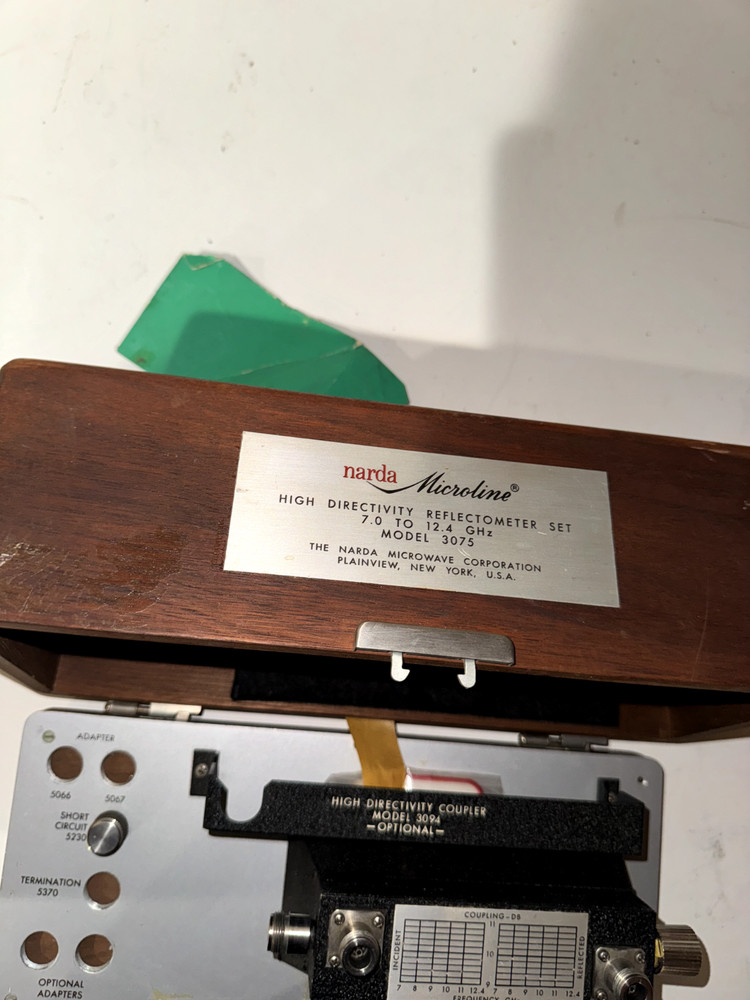 narda Microline®
HIGH DIRECTIVITY REFLECTOMETER SET
7.0 TO 12.4 GHz
MODEL 3075
THE NARDA MICROWAVE CORPORATION
PLAINVIEW, NEW YORK, U.S.A.
ADAPTER
5066 5067
SHORT
CIRCUIT
5230
TERMINATION
5370
OPTIONAL
ADAPTERS
HIGH DIRECTIVITY COUPLER
MODEL 3094
—OPTIONAL—
COUPLING-DB
INCIDENT
11
10
9
REFLECTED
7 8 9 10 11 12.4 7 8 9 10 11 12.4